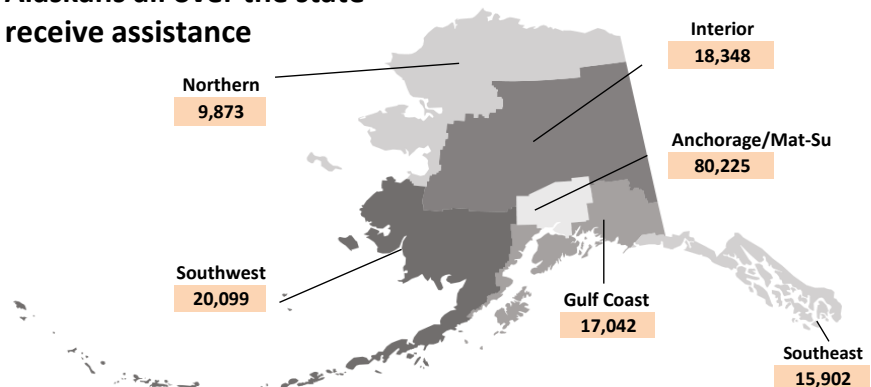 Alaskans all over the state
receive assistance
Interior
18,348
Northern
9,873
Anchorage/Mat-Su
80,225
Southwest
20,099
Gulf Coast
17,042
Southeast
15,902